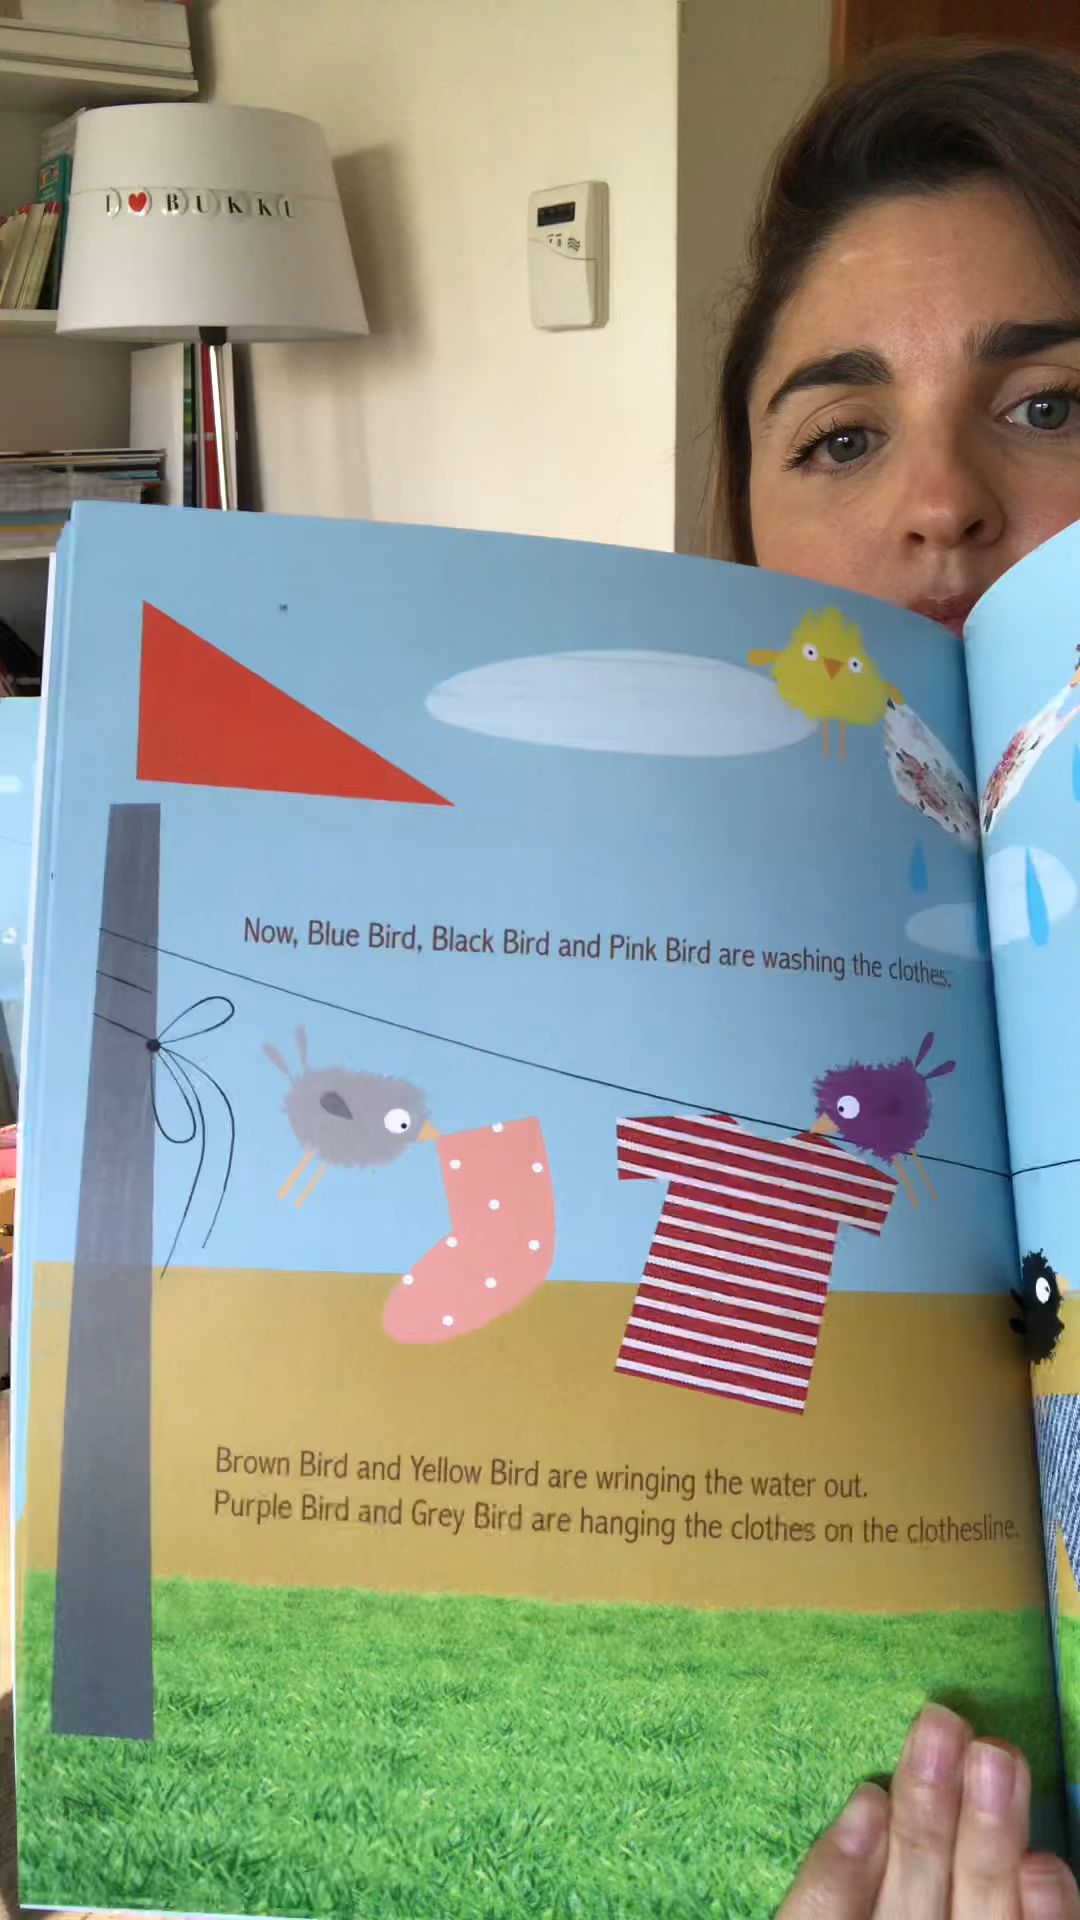 I ❤ BUKKU
Now, Blue Bird, Black Bird and Pink Bird are washing the clothes.
Brown Bird and Yellow Bird are wringing the water out.
Purple Bird and Grey Bird are hanging the clothes on the clothesline.